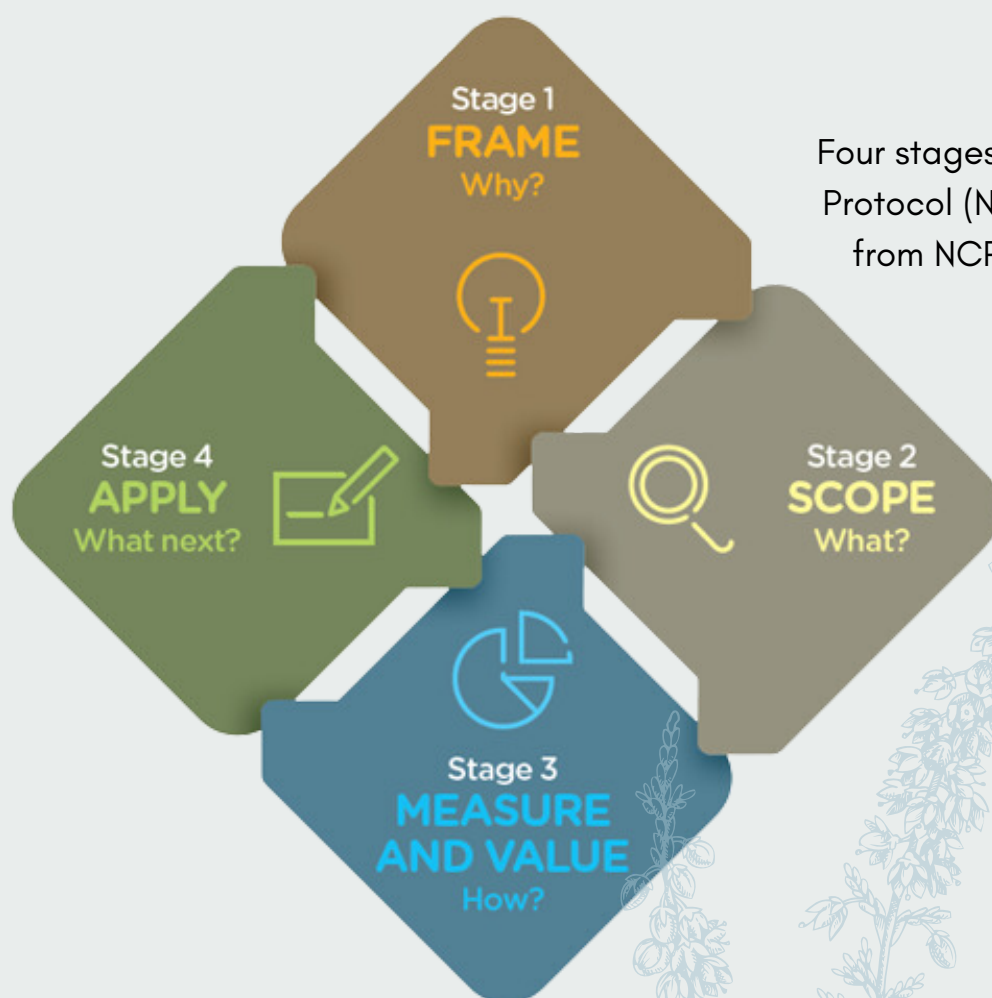 Stage 1
FRAME
Why?
Four stages
Protocol (N
from NCP
Stage 4
APPLY
What next?
Stage 2
SCOPE
What?
Stage 3
MEASURE
AND VALUE
How?